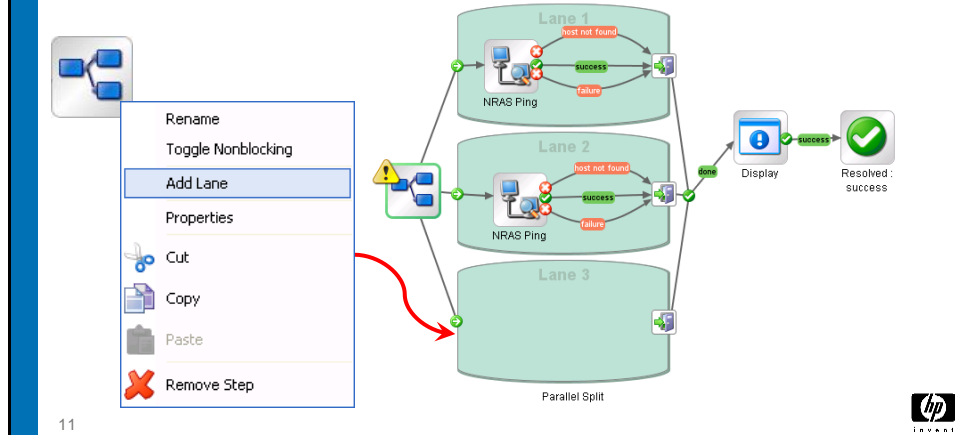 Rename
Toggle Nonblocking
Add Lane
Properties
Cut
Copy
Paste
Remove Step
Lane 1
host not found
success
failure
NRAS Ping
Lane 2
host not found
success
failure
NRAS Ping
Lane 3
Parallel Split
done
Display
success
Resolved :
success
11
hp
invent